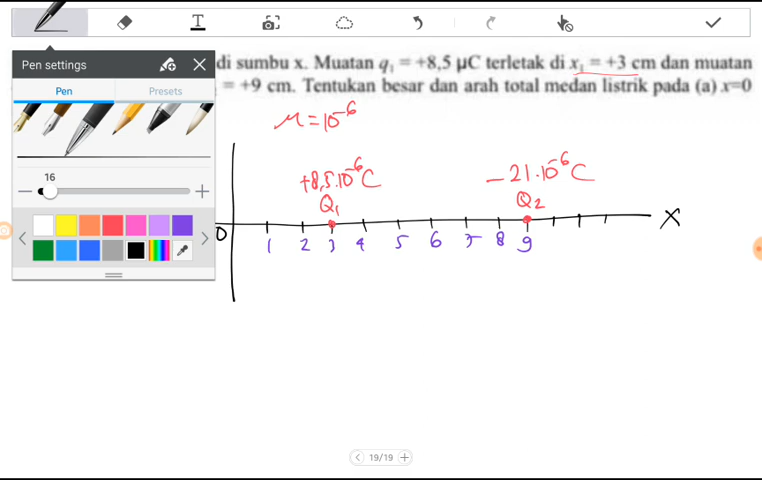 T
Pen settings
di sumbu x. Muatan q₁ = +8,5 μC terletak di x₁ = +3 cm dan muatan
Pen Presets
= +9 cm. Tentukan besar dan arah total medan listrik pada (a) x=0
μ = 10⁻⁶
16
+8,5.10⁻⁶ C
-21.10⁻⁶ C
Q₁
Q₂
X
0
1 2 3 4 5 6 7 8 9
19/19